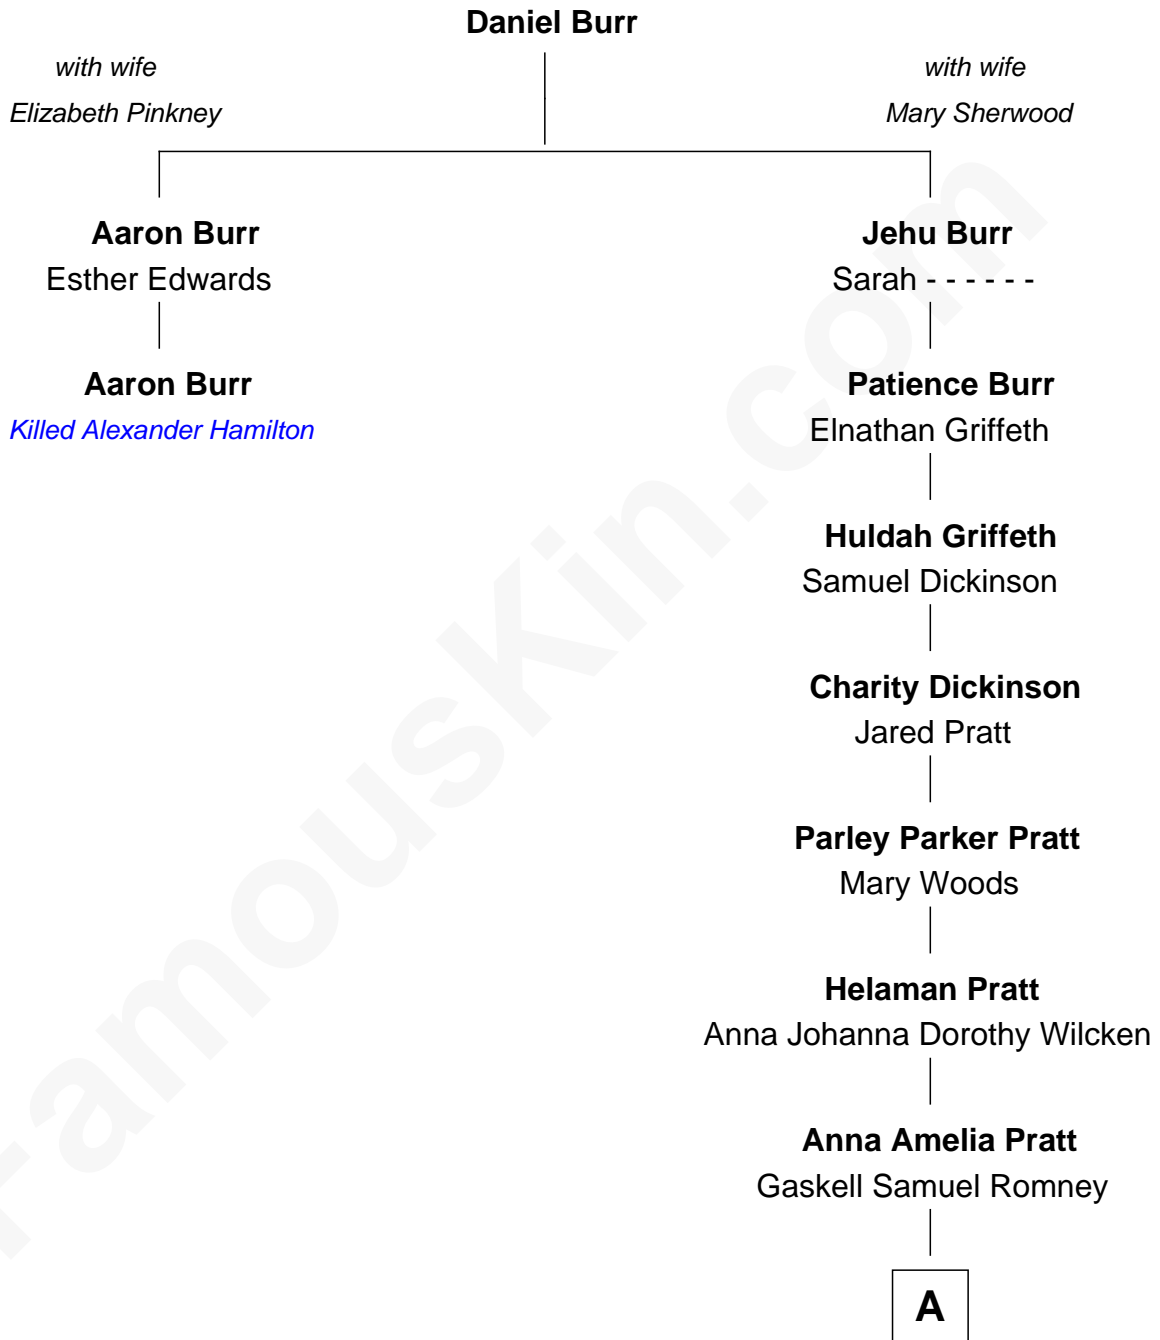 Daniel Burr
with wife
Elizabeth Pinkney
with wife
Mary Sherwood
Aaron Burr
Esther Edwards
Jehu Burr
Sarah - - - - - -
Aaron Burr
Killed Alexander Hamilton
Patience Burr
Elnathan Griffeth
Huldah Griffeth
Samuel Dickinson
Charity Dickinson
Jared Pratt
Parley Parker Pratt
Mary Woods
Helaman Pratt
Anna Johanna Dorothy Wilcken
Anna Amelia Pratt
Gaskell Samuel Romney
A
FamousKin.com